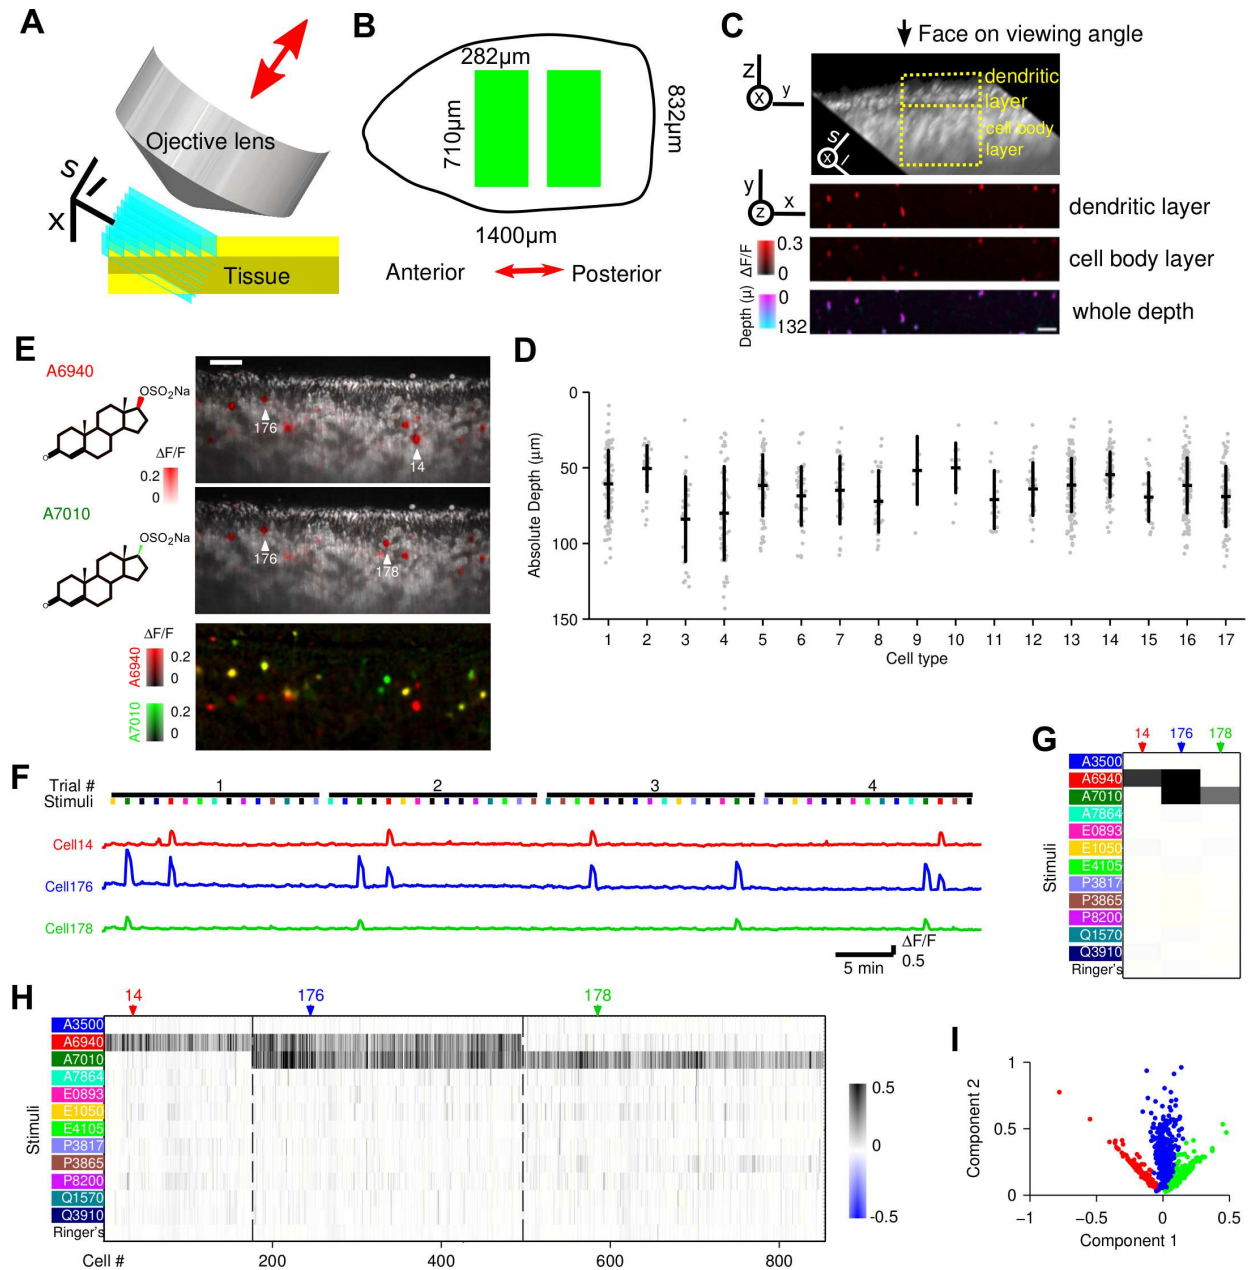 A
Ojective lens
S
L
X
Tissue
B
282µm
710µm
832µm
1400µm
Anterior
Posterior
C
Face on viewing angle
Z
y
X
dendritic
layer
cell body
layer
S
X
L
y
x
Z
dendritic layer
ΔF/F
0.3
0
cell body layer
Depth (µ)
0
132
whole depth
E
A6940
OSO2Na
O
ΔF/F
0.2
0
176
14
A7010
OSO2Na
O
176
178
ΔF/F
A6940
0.2
0
A7010
0.2
0
D
Absolute Depth (µm)
0
50
100
150
1 2 3 4 5 6 7 8 9 10 11 12 13 14 15 16 17
Cell type
F
Trial # 1 2 3 4
Stimuli
Cell14
Cell176
Cell178
ΔF/F
0.5
5 min
G
14 176 178
Stimuli
A3500
A6940
A7010
A7864
E0893
E1050
E4105
P3817
P3865
P8200
Q1570
Q3910
Ringer's
H
14 176 178
Stimuli
A3500
A6940
A7010
A7864
E0893
E1050
E4105
P3817
P3865
P8200
Q1570
Q3910
Ringer's
Cell # 200 400 600 800
0.5
0
-0.5
I
Component 2
1
0.5
0
−1 −0.5 0 0.5
Component 1